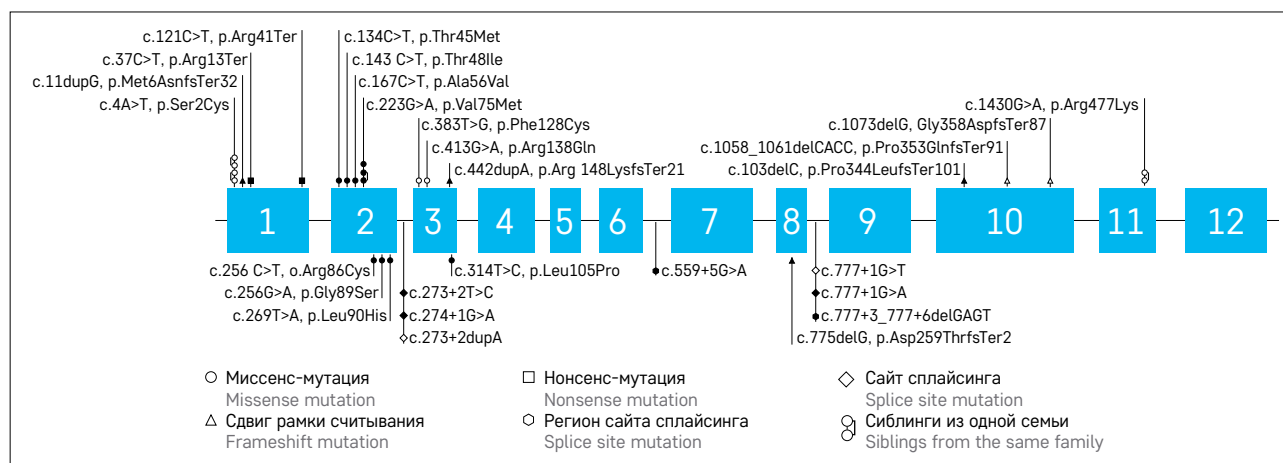 c.121C>T, p.Arg41Ter
c.37C>T, p.Arg13Ter
c.11dupG, p.Met6AsnfsTer32
c.4A>T, p.Ser2Cys
c.134C>T, p.Thr45Met
c.143 C>T, p.Thr48Ile
c.167C>T, p.Ala56Val
c.223G>A, p.Val75Met
c.383T>G, p.Phe128Cys
c.413G>A, p.Arg138Gln
c.442dupA, p.Arg 148LysfsTer21
c.1430G>A, p.Arg477Lys
c.1073delG, Gly358AspfsTer87
c.1058_1061delCACC, p.Pro353GlnfsTer91
c.103delC, p.Pro344LeufsTer101
1 2 3 4 5 6 7 8 9 10 11 12
c.256 C>T, o.Arg86Cys
c.256G>A, p.Gly89Ser
c.269T>A, p.Leu90His
c.273+2T>C
c.274+1G>A
c.273+2dupA
c.314T>C, p.Leu105Pro
c.559+5G>A
c.777+1G>T
c.777+1G>A
c.777+3_777+6delGAGT
c.775delG, p.Asp259ThrfsTer2
Миссенс-мутация
Missense mutation
Нонсенс-мутация
Nonsense mutation
Сайт сплайсинга
Splice site mutation
Сдвиг рамки считывания
Frameshift mutation
Регион сайта сплайсинга
Splice site mutation
Сиблинги из одной семьи
Siblings from the same family